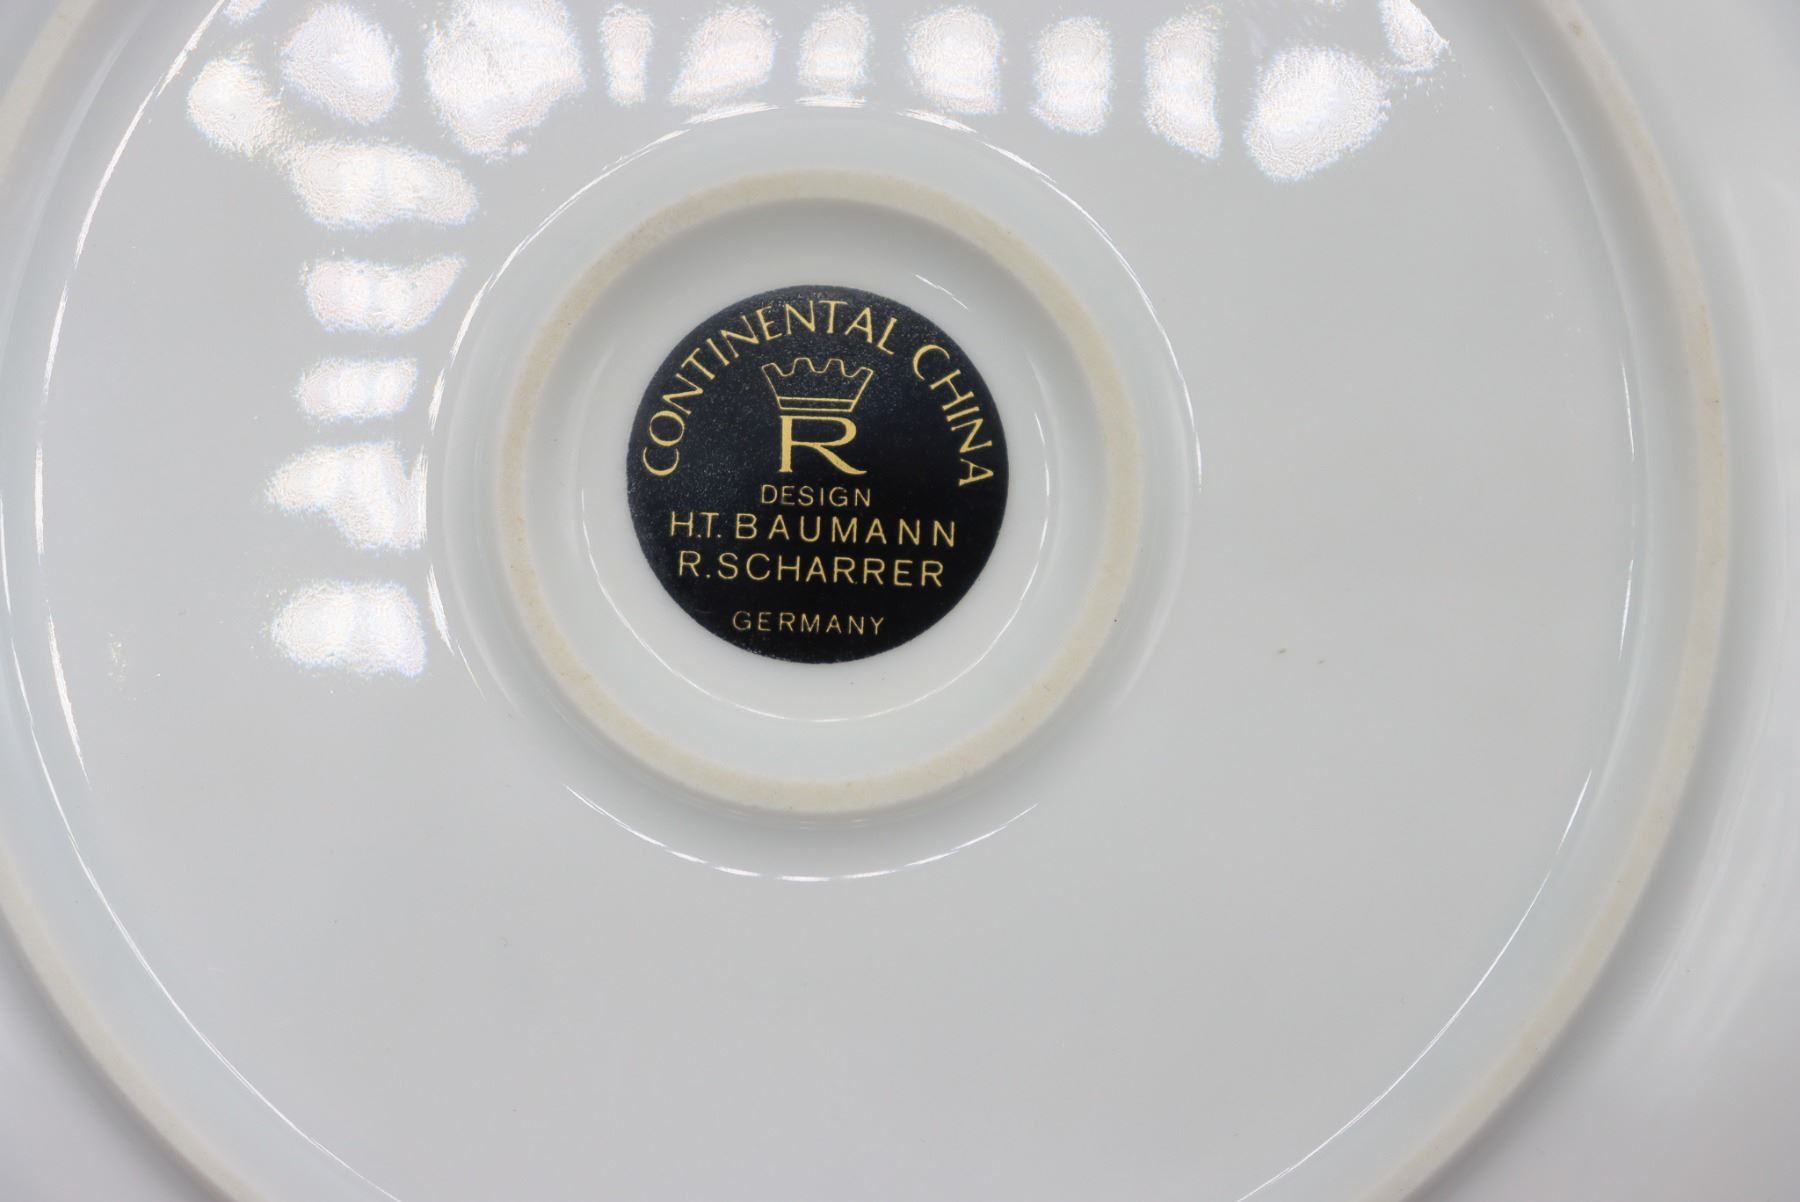 CONTINENTAL CHINA
R
DESIGN
H.T. BAUMANN
R. SCHARRER
GERMANY